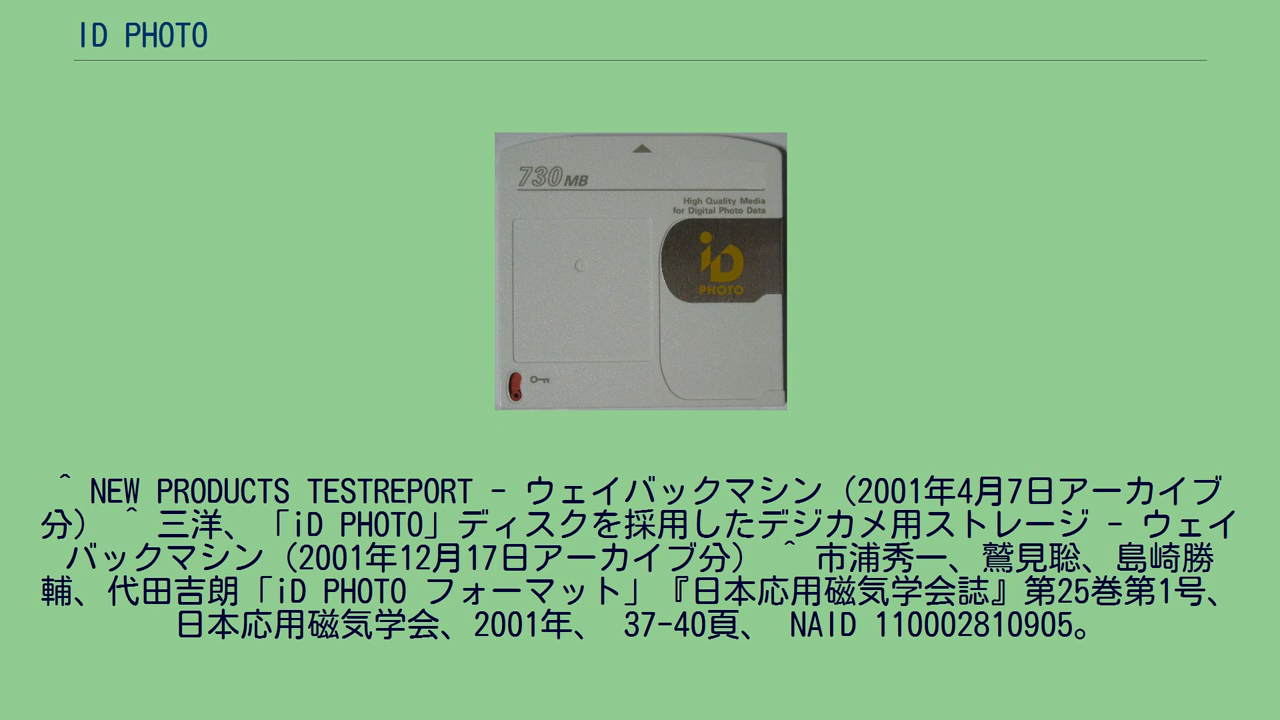 ID PHOTO
730 MB
High Quality Media
for Digital Photo Data
iD
PHOTO
^ NEW PRODUCTS TESTREPORT - ウェイバックマシン（2001年4月7日アーカイブ
分） ^ 三洋、「iD PHOTO」ディスクを採用したデジカメ用ストレージ - ウェイ
バックマシン（2001年12月17日アーカイブ分） ^ 市浦秀一、鷲見聡、島崎勝
輔、代田吉朗「iD PHOTO フォーマット」『日本応用磁気学会誌』第25巻第1号、
日本応用磁気学会、2001年、 37-40頁、 NAID 110002810905。